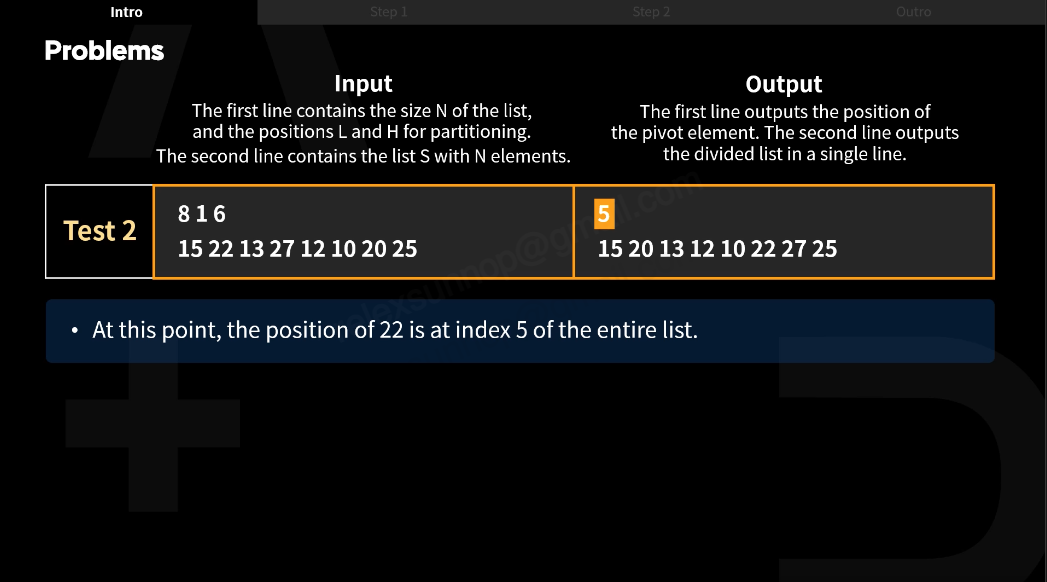 Intro
Step 1
Step 2
Outro
Problems
Input
The first line contains the size N of the list,
and the positions L and H for partitioning.
The second line contains the list S with N elements.
Output
The first line outputs the position of
the pivot element. The second line outputs
the divided list in a single line.
Test 2
8 1 6
15 22 13 27 12 10 20 25
5
15 20 13 12 10 22 27 25
• At this point, the position of 22 is at index 5 of the entire list.
alexsunnop@gmail.com